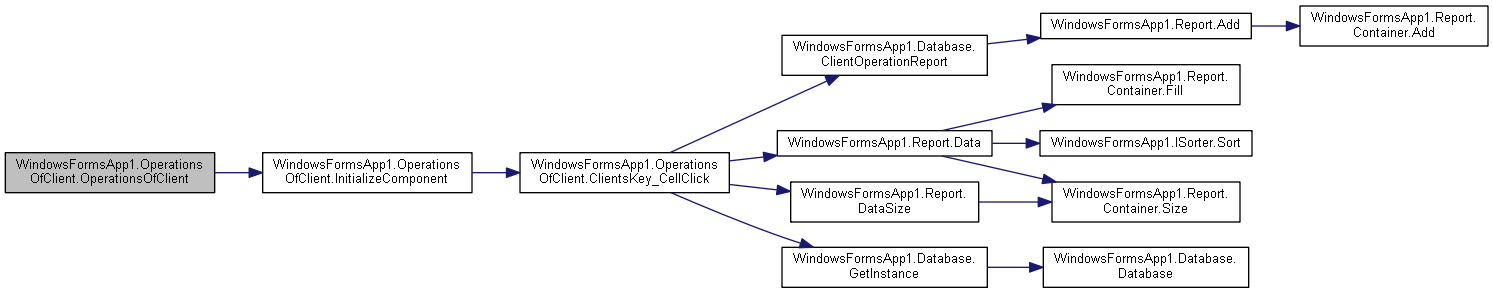 WindowsFormsApp1.Operations
OfClient.OperationsOfClient
WindowsFormsApp1.Operations
OfClient.InitializeComponent
WindowsFormsApp1.Operations
OfClient.ClientsKey_CellClick
WindowsFormsApp1.Database.
ClientOperationReport
WindowsFormsApp1.Report.Add
WindowsFormsApp1.Report.
Container.Add
WindowsFormsApp1.Report.Data
WindowsFormsApp1.Report.
Container.Fill
WindowsFormsApp1.ISorter.Sort
WindowsFormsApp1.Report.
Container.Size
WindowsFormsApp1.Report.
DataSize
WindowsFormsApp1.Database.
GetInstance
WindowsFormsApp1.Database.
Database